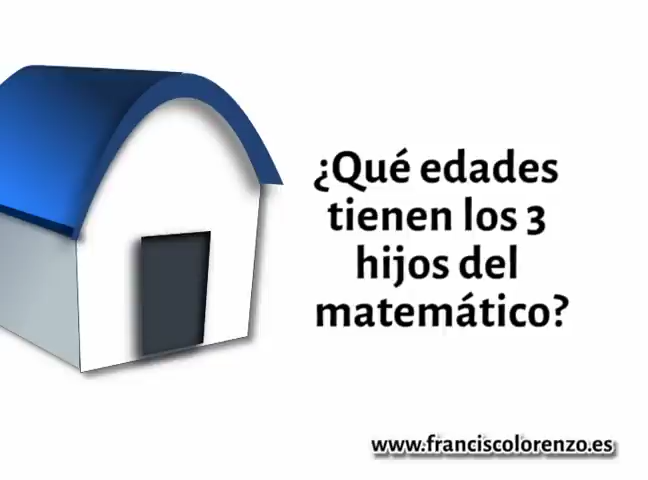 ¿Qué edades
tienen los 3
hijos del
matemático?
www.franciscolorenzo.es